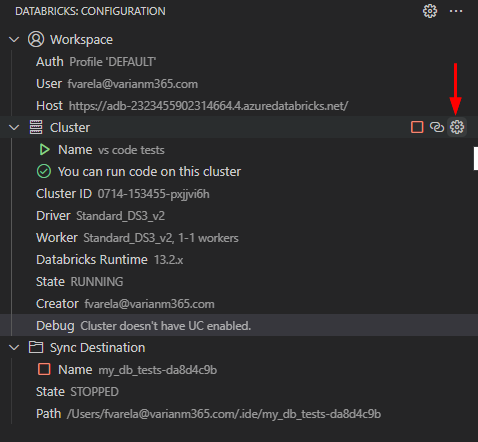 DATABRICKS: CONFIGURATION
Workspace
Auth Profile 'DEFAULT'
User fvarela@varianm365.com
Host https://adb-2323455902314664.4.azuredatabricks.net/
Cluster
Name vs code tests
You can run code on this cluster
Cluster ID 0714-153455-pxjjvi6h
Driver Standard_DS3_v2
Worker Standard_DS3_v2, 1-1 workers
Databricks Runtime 13.2.x
State RUNNING
Creator fvarela@varianm365.com
Debug Cluster doesn't have UC enabled.
Sync Destination
Name my_db_tests-da8d4c9b
State STOPPED
Path /Users/fvarela@varianm365.com/.ide/my_db_tests-da8d4c9b